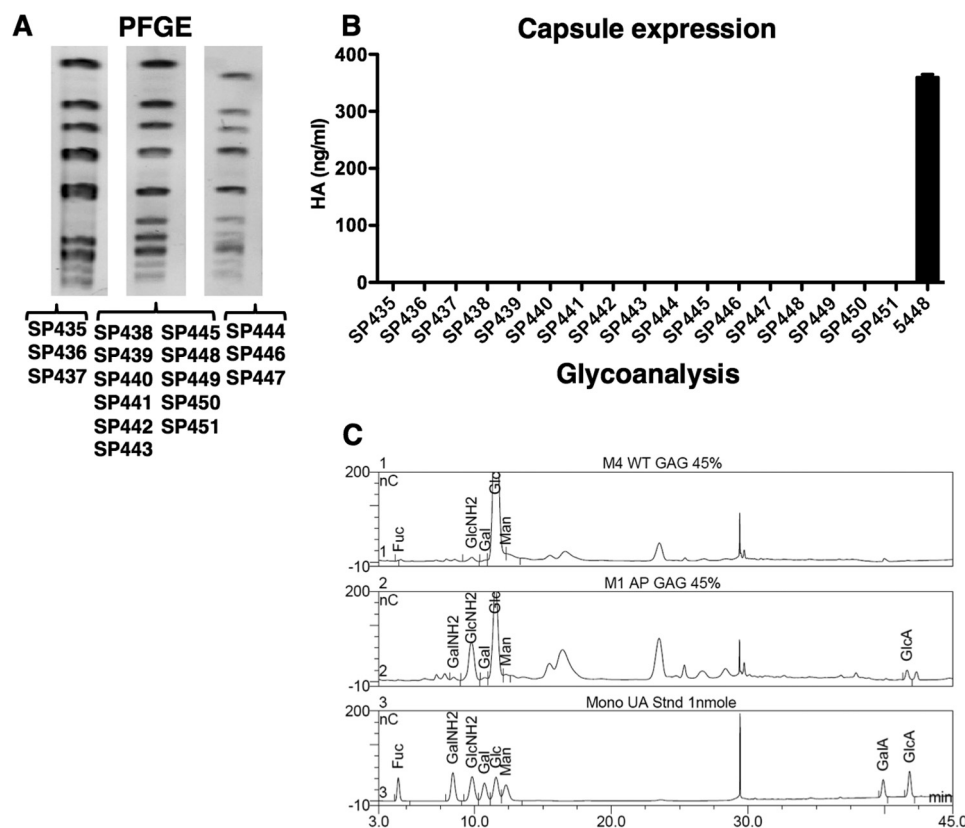 A
PFGE
SP435
SP436
SP437
SP438 SP445
SP439 SP448
SP440 SP449
SP441 SP450
SP442 SP451
SP443
SP444
SP446
SP447
B
Capsule expression
HA (ng/ml)
400
300
200
100
0
SP435
SP436
SP437
SP438
SP439
SP440
SP441
SP442
SP443
SP444
SP445
SP446
SP447
SP448
SP449
SP450
SP451
5448
Glycoanalysis
C
1
M4 WT GAG 45%
200
nC
Fuc
GlcNH2
Gal
Glc
Man
1
-10
2
M1 AP GAG 45%
200
nC
GalNH2
GlcNH2
Gal
Glc
Man
GlcA
2
-10
3
Mono UA Stnd 1nmole
200
nC
Fuc
GalNH2
GlcNH2
Gal
Glc
Man
GalA
GlcA
3
min
-10
3.0 10.0 20.0 30.0 45.0